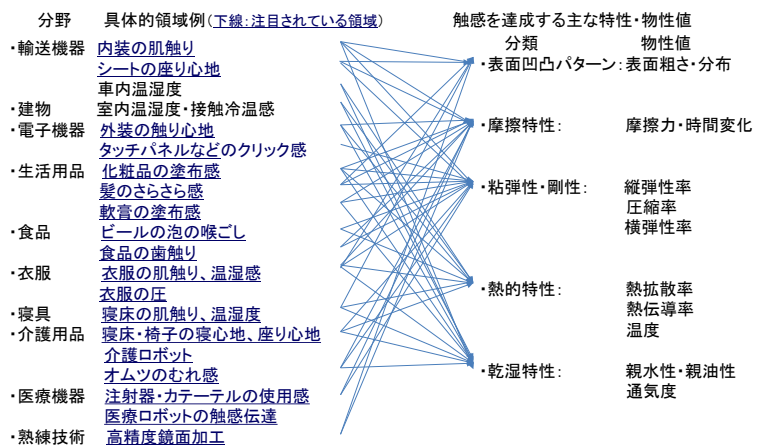 分野 具体的領域例(下線:注目されている領域) 触感を達成する主な特性・物性値
分類 物性値
・輸送機器 内装の肌触り
シートの座り心地
車内温湿度
・建物 室内温湿度・接触冷温感
・電子機器 外装の触り心地
タッチパネルなどのクリック感
・生活用品 化粧品の塗布感
髪のさらさら感
軟膏の塗布感
・食品 ビールの泡の喉ごし
食品の歯触り
・衣服 衣服の肌触り、温湿感
衣服の圧
・寝具 寝床の肌触り、温湿度
・介護用品 寝床・椅子の寝心地、座り心地
介護ロボット
オムツのむれ感
・医療機器 注射器・カテーテルの使用感
医療ロボットの触感伝達
・熟練技術 高精度鏡面加工
・表面凹凸パターン:表面粗さ・分布
・摩擦特性: 摩擦力・時間変化
・粘弾性・剛性: 縦弾性率
圧縮率
横弾性率
・熱的特性: 熱拡散率
熱伝導率
温度
・乾湿特性: 親水性・親油性
通気度